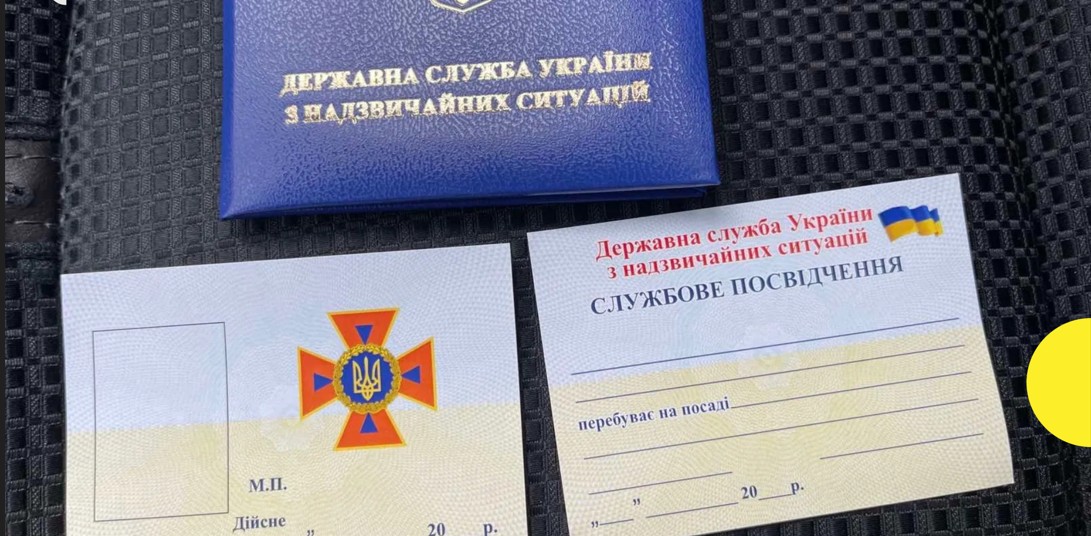 ДЕРЖАВНА СЛУЖБА УКРАЇНИ
З НАДЗВИЧАЙНИХ СИТУАЦІЙ
М.П.
Дійсне „ 20 р.
Державна служба України
з надзвичайних ситуацій
СЛУЖБОВЕ ПОСВІДЧЕННЯ
перебуває на посаді
„ ” 20 р.